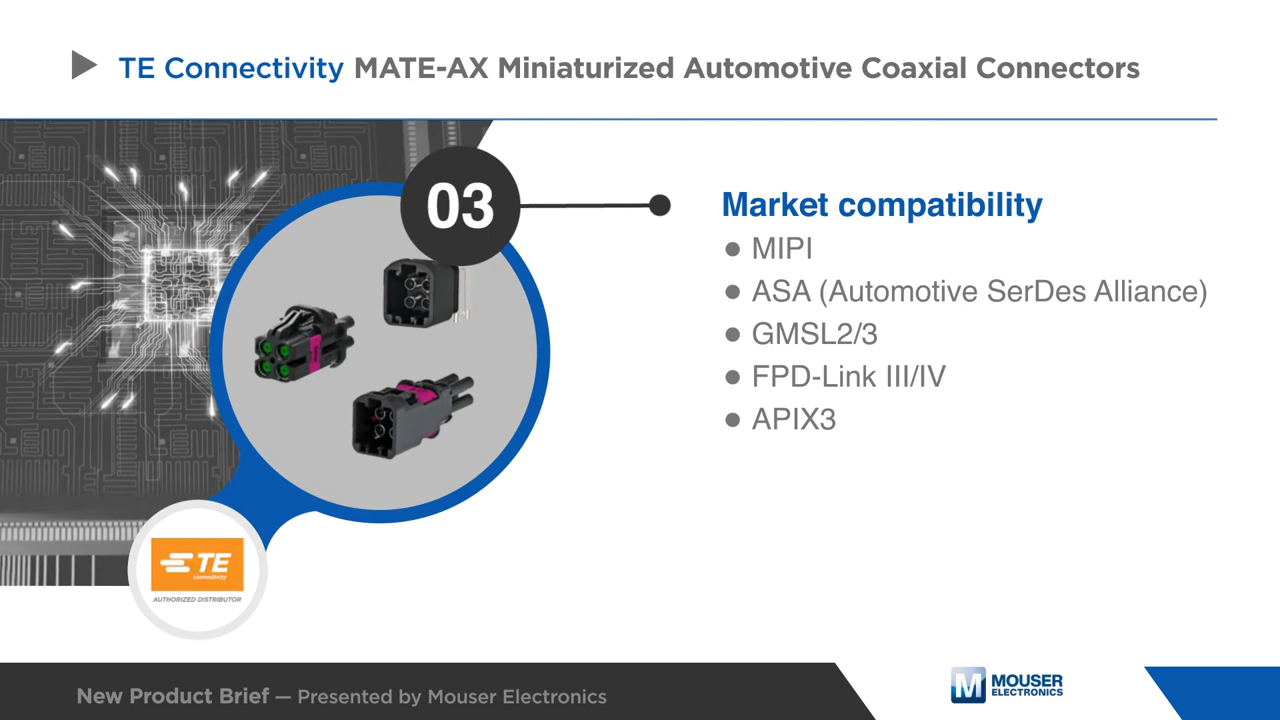 TE Connectivity MATE-AX Miniaturized Automotive Coaxial Connectors
03
Market compatibility
● MIPI
● ASA (Automotive SerDes Alliance)
● GMSL2/3
● FPD-Link III/IV
● APIX3
TE
connectivity
AUTHORIZED DISTRIBUTOR
New Product Brief — Presented by Mouser Electronics
M MOUSER
ELECTRONICS